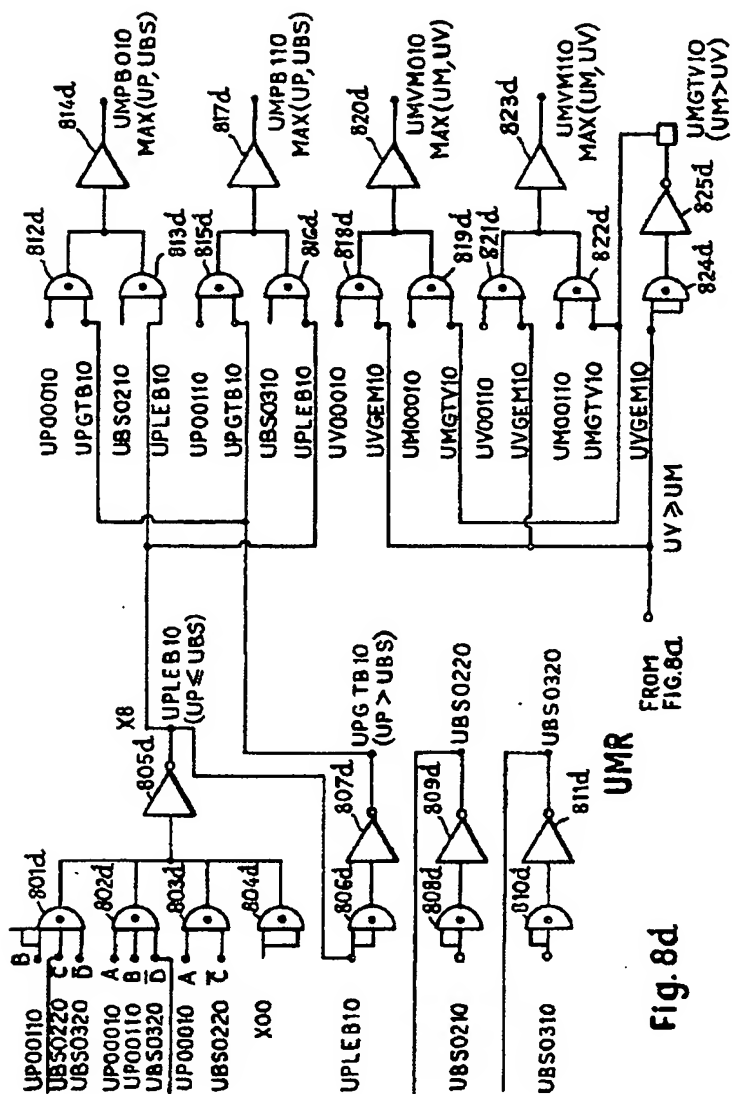 UP00110
B
801d
UBS0220
C
UBS0320
D̅
UP00010
A
802d
UP00110
B
UBS0320
D̅
UP00010
A
803d
UBS0220
C̅
X00
804d
805d
X8
UPLEB10
(UP≤UBS)
UPLEB10
806d
807d
UPGTB10
(UP > UBS)
UBS0210
808d
809d
UBS0220
UBS0310
810d
811d
UBS0320
UMR
FROM
FIG.8a
UV≥UM
UP00010
812d
UPGTB10
814d
UMPB010
MAX(UP,UBS)
UBS0210
813d
UPLEB10
UP00110
815d
UPGTB10
817d
UMPB110
MAX(UP,UBS)
UBS0310
816d
UPLEB10
UV00010
818d
UVGEM10
820d
UMVM010
MAX(UM,UV)
UM00010
819d
UMGTV10
UV00110
821d
UVGEM10
823d
UMVM110
MAX(UM,UV)
UM00110
822d
UMGTV10
UVGEM10
824d
825d
UMGTV10
(UM>UV)
Fig. 8d